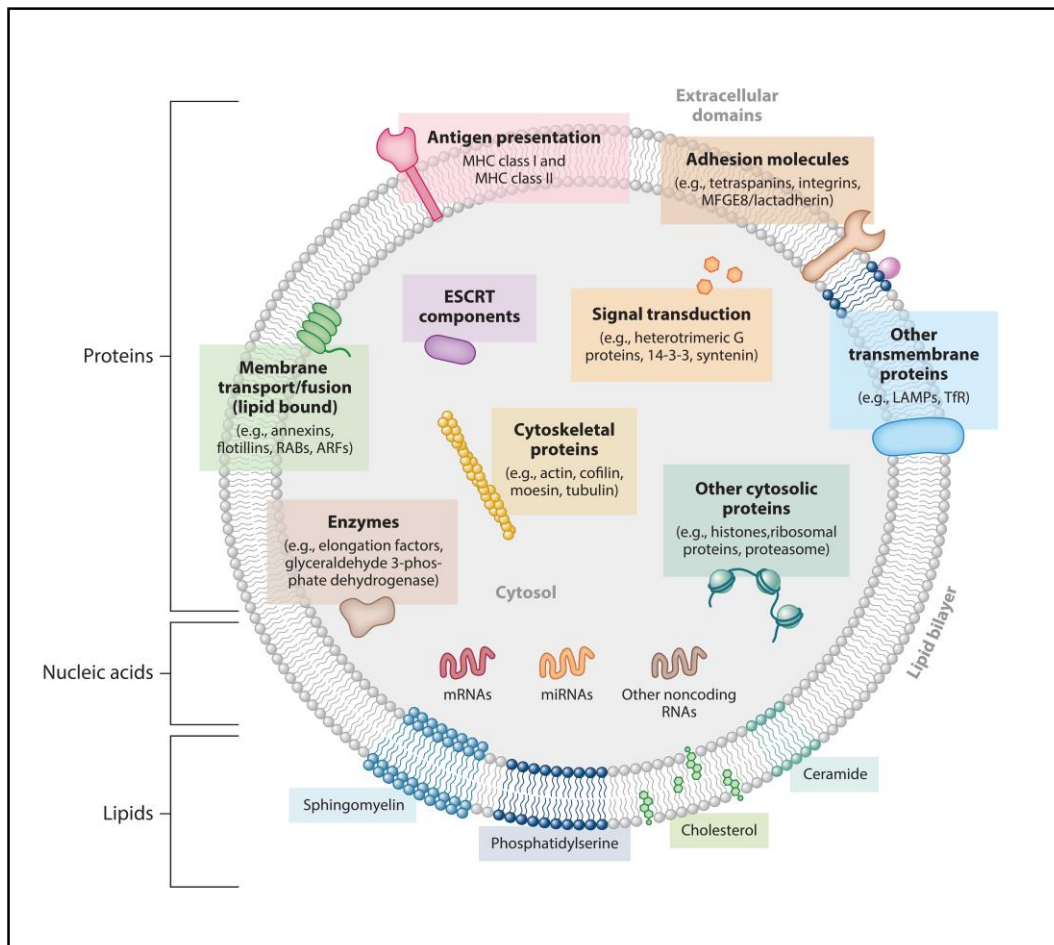 Extracellular
domains
Antigen presentation
MHC class I and
MHC class II
Adhesion molecules
(e.g., tetraspanins, integrins,
MFGE8/lactadherin)
ESCRT
components
Signal transduction
(e.g., heterotrimeric G
proteins, 14-3-3, syntenin)
Other
transmembrane
proteins
(e.g., LAMPs, TfR)
Proteins
Membrane
transport/fusion
(lipid bound)
(e.g., annexins,
flotillins, RABs, ARFs)
Cytoskeletal
proteins
(e.g., actin, cofilin,
moesin, tubulin)
Other cytosolic
proteins
(e.g., histones,ribosomal
proteins, proteasome)
Enzymes
(e.g., elongation factors,
glyceraldehyde 3-phos-
phate dehydrogenase)
Cytosol
Lipid bilayer
Nucleic acids
mRNAs
miRNAs
Other noncoding
RNAs
Lipids
Sphingomyelin
Phosphatidylserine
Cholesterol
Ceramide